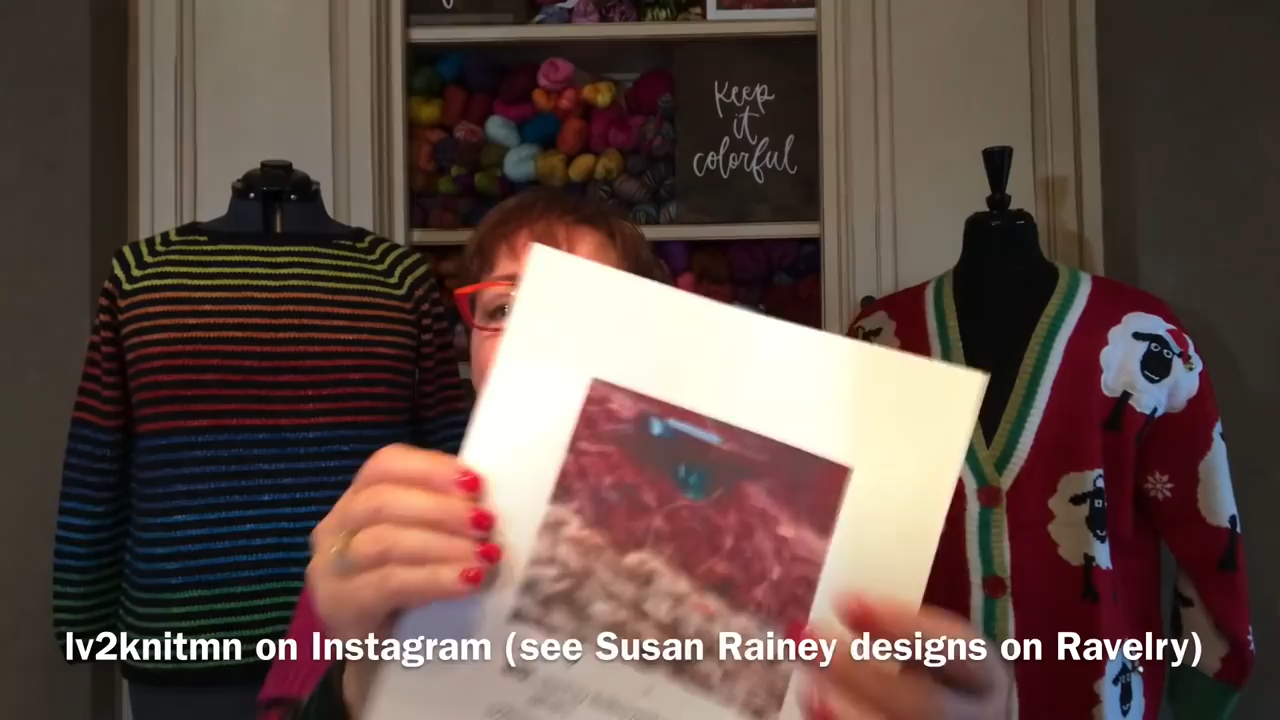 Keep
it
colorful
lv2knitmn on Instagram (see Susan Rainey designs on Ravelry)